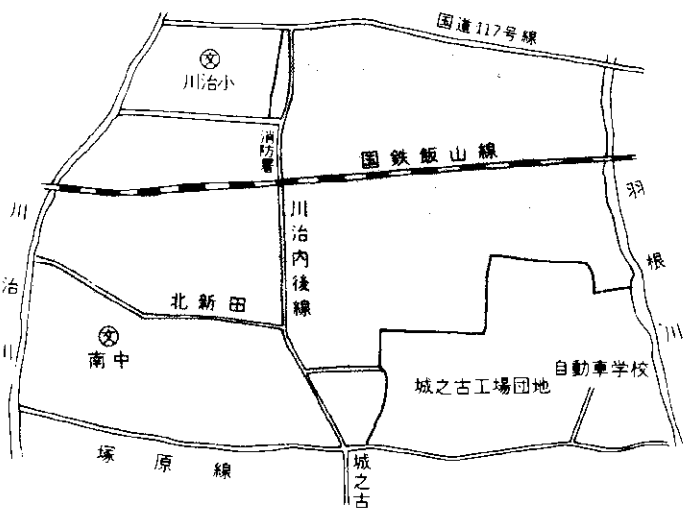 国道117号線
文
川治小
消防署
国鉄飯山線
川治川
羽根川
川治内後線
北新田
文
南中
自動車学校
城之古工場団地
塚原線
城之古